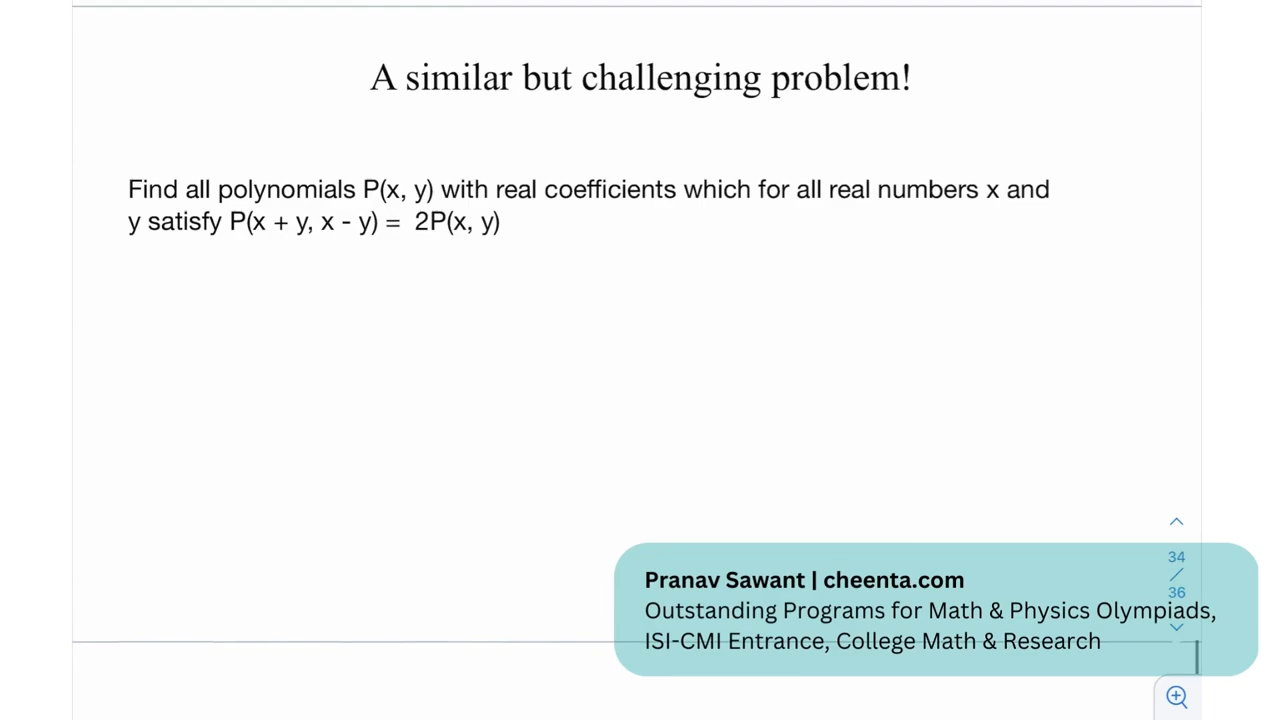 A similar but challenging problem!
Find all polynomials P(x, y) with real coefficients which for all real numbers x and
y satisfy P(x + y, x - y) =  2P(x, y)
34
/
36
Pranav Sawant | cheenta.com
Outstanding Programs for Math & Physics Olympiads,
ISI-CMI Entrance, College Math & Research